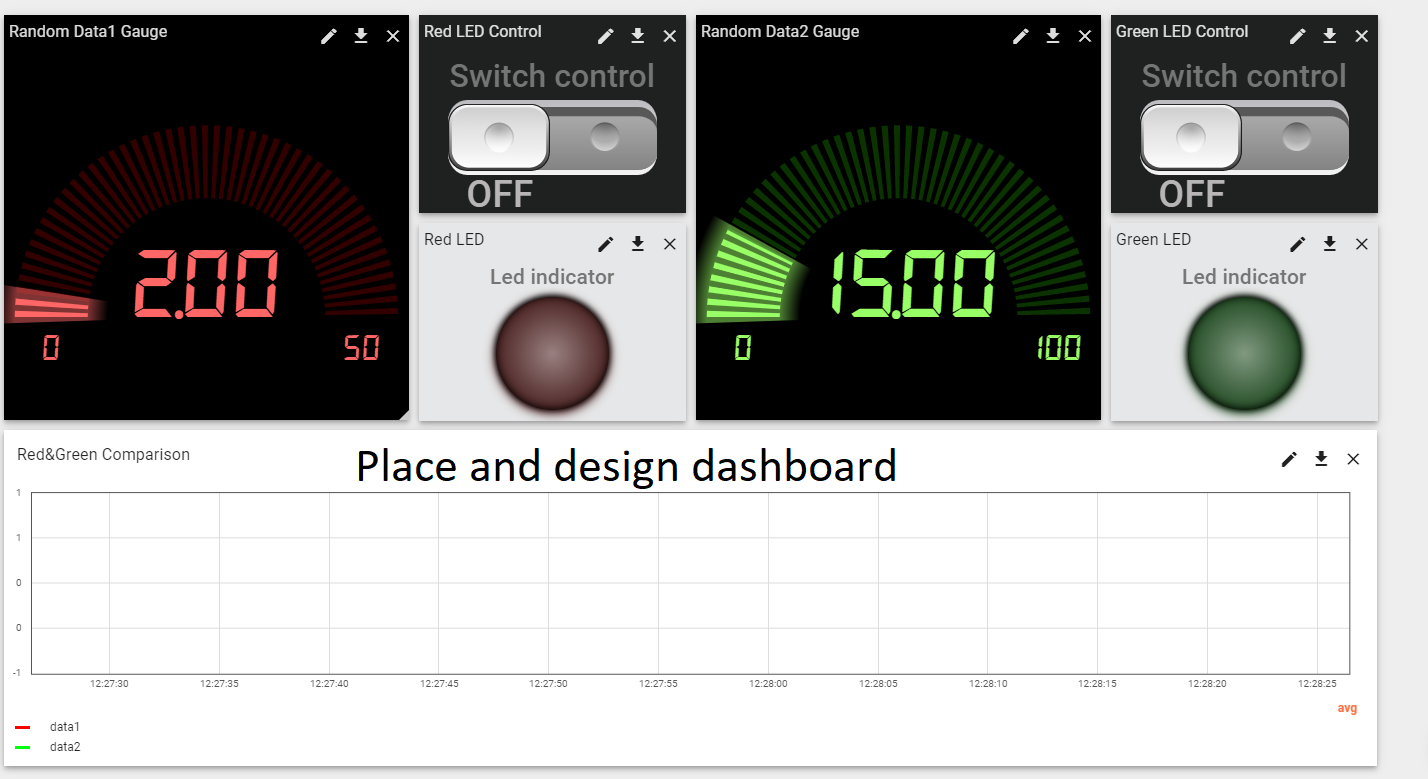 Random Data1 Gauge
2.00
0
50
Red LED Control
Switch control
OFF
Red LED
Led indicator
Random Data2 Gauge
15.00
0
100
Green LED Control
Switch control
OFF
Green LED
Led indicator
Red&Green Comparison
Place and design dashboard
1
1
0
0
-1
12:27:30 12:27:35 12:27:40 12:27:45 12:27:50 12:27:55 12:28:00 12:28:05 12:28:10 12:28:15 12:28:20 12:28:25
avg
data1
data2